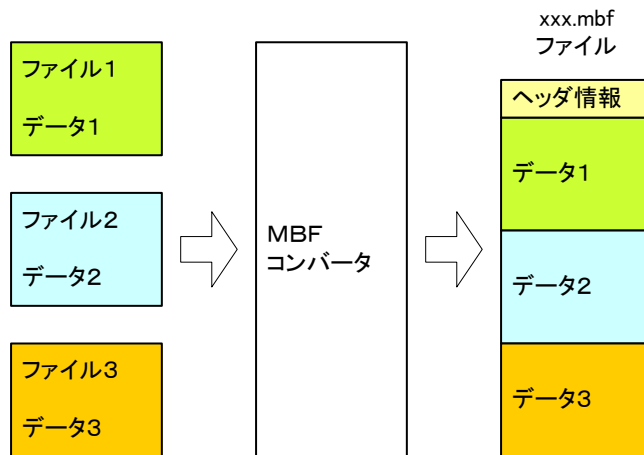 ファイル１
データ１
ファイル２
データ２
ファイル３
データ３
ＭＢＦ
コンバータ
xxx.mbf
ファイル
ヘッダ情報
データ１
データ２
データ３